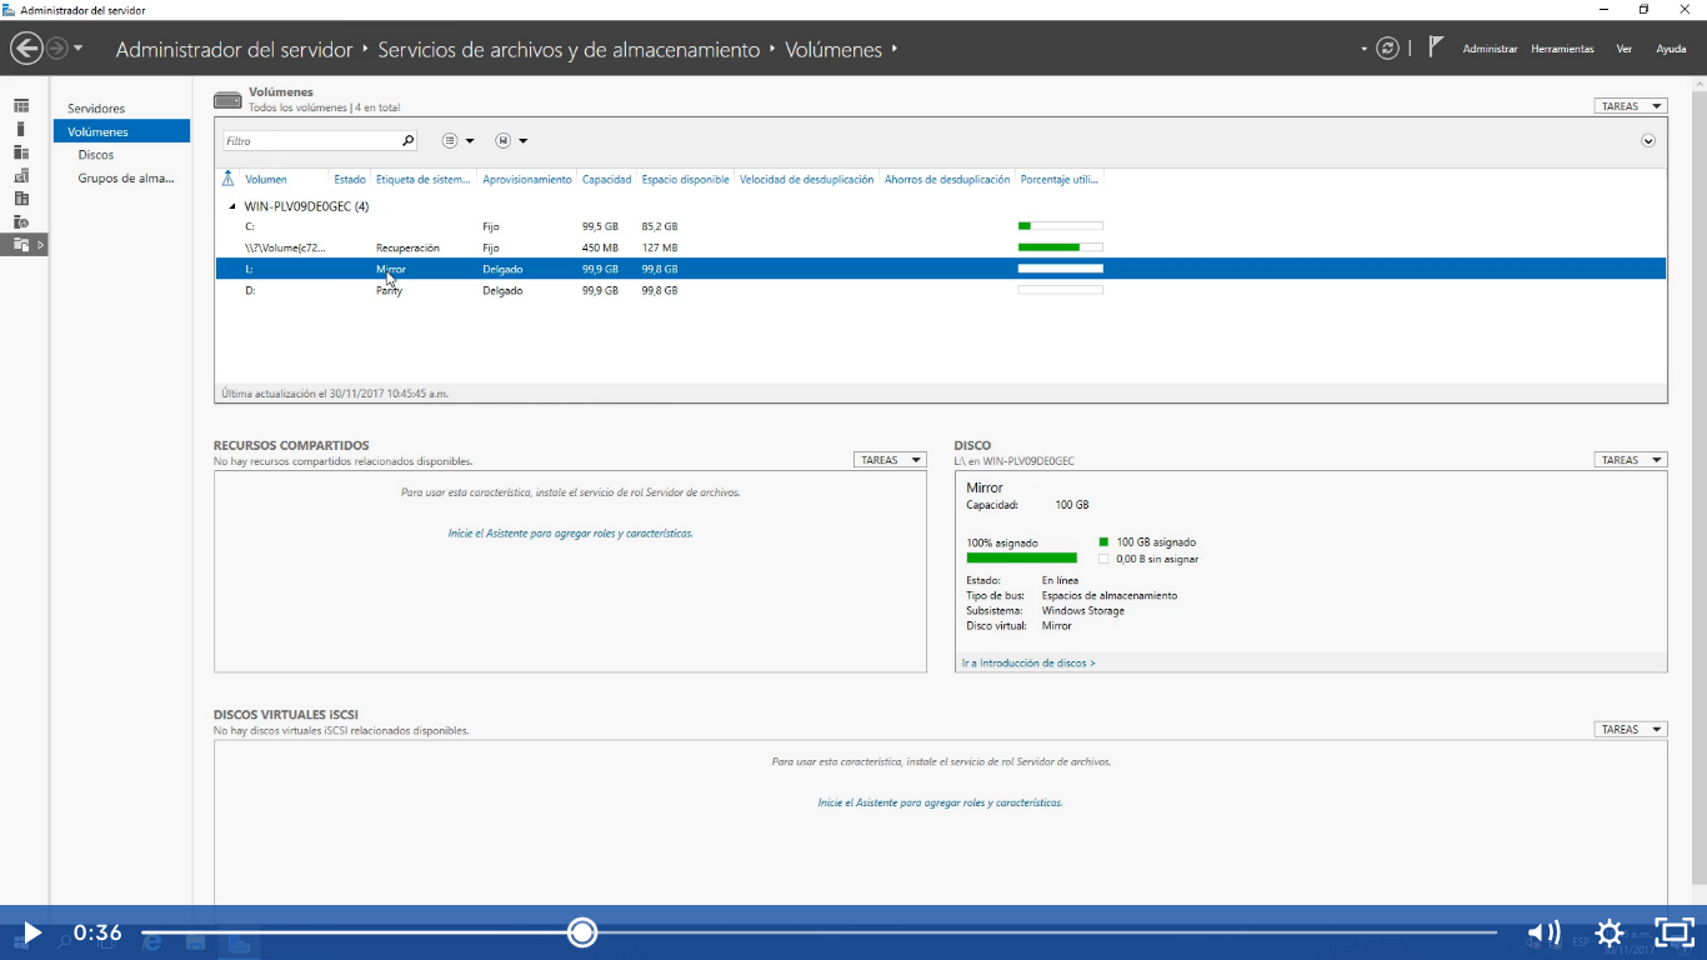 Administrador del servidor
Administrador del servidor ‣ Servicios de archivos y de almacenamiento ‣ Volúmenes ‣
Administrar Herramientas Ver Ayuda
Servidores
Volúmenes
Discos
Grupos de alma...
Volúmenes
Todos los volúmenes | 4 en total
TAREAS
Filtro
Volumen Estado Etiqueta de sistem... Aprovisionamiento Capacidad Espacio disponible Velocidad de desduplicación Ahorros de desduplicación Porcentaje utili...
WIN-PLV09DE0GEC (4)
C: Fijo 99,5 GB 85,2 GB
\\?\Volume{c72... Recuperación Fijo 450 MB 127 MB
L: Mirror Delgado 99,9 GB 99,8 GB
D: Parity Delgado 99,9 GB 99,8 GB
Última actualización el 30/11/2017 10:45:45 a.m.
RECURSOS COMPARTIDOS
No hay recursos compartidos relacionados disponibles.
TAREAS
Para usar esta característica, instale el servicio de rol Servidor de archivos.
Inicie el Asistente para agregar roles y características.
DISCO
L:\ en WIN-PLV09DE0GEC
TAREAS
Mirror
Capacidad: 100 GB
100% asignado
100 GB asignado
0,00 B sin asignar
Estado: En línea
Tipo de bus: Espacios de almacenamiento
Subsistema: Windows Storage
Disco virtual: Mirror
Ir a Introducción de discos >
DISCOS VIRTUALES iSCSI
No hay discos virtuales iSCSI relacionados disponibles.
TAREAS
Para usar esta característica, instale el servicio de rol Servidor de archivos.
Inicie el Asistente para agregar roles y características.
0:36
ESP